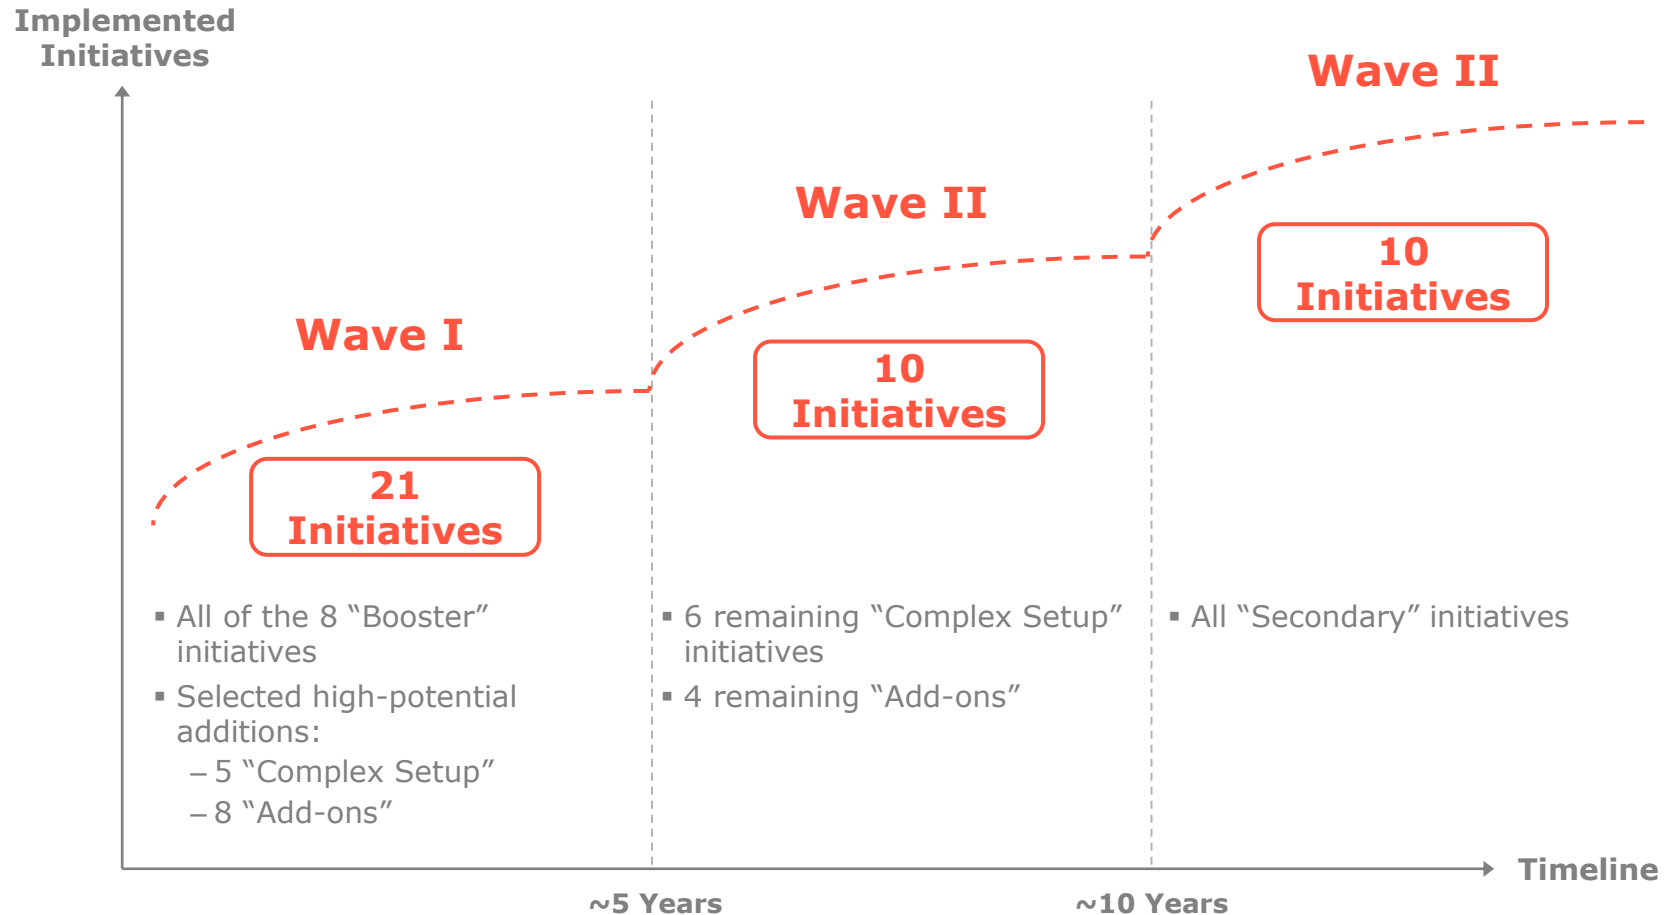 Implemented
Initiatives
Wave I
21
Initiatives
▪ All of the 8 “Booster”
initiatives
▪ Selected high-potential
additions:
– 5 “Complex Setup”
– 8 “Add-ons”
Wave II
10
Initiatives
▪ 6 remaining “Complex Setup”
initiatives
▪ 4 remaining “Add-ons”
Wave II
10
Initiatives
▪ All “Secondary” initiatives
~5 Years
~10 Years
Timeline